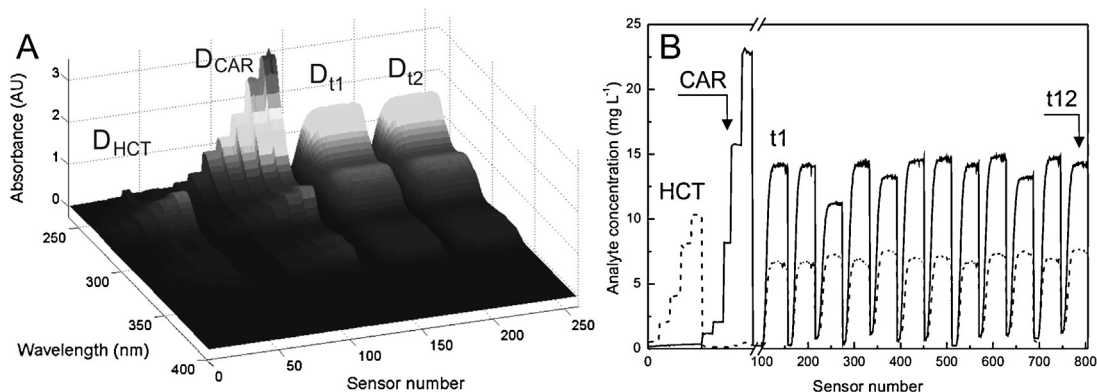 A
D_CAR
D_t1
D_t2
D_HCT
Absorbance (AU)
3
2
1
0
250
300
350
400
Wavelength (nm)
0
50
100
150
200
250
Sensor number
B
CAR
HCT
t1
t12
Analyte concentration (mg L⁻¹)
25
20
15
10
5
0
0 100 200 300 400 500 600 700 800
Sensor number